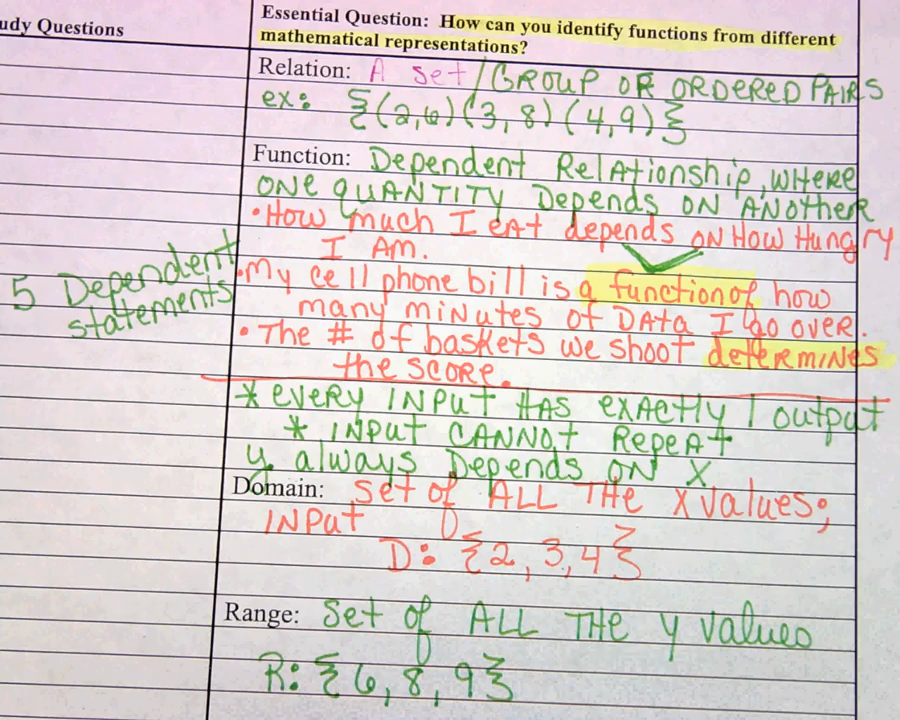 udy Questions
Essential Question: How can you identify functions from different
mathematical representations?
Relation: A set/GROUP OF ORDERED PAIRS
ex: {(2,6)(3,8)(4,9)}
Function: Dependent Relationship, where
one quantity depends on another
• How much I eat depends on how hungry
I am.
5 Dependent
statements
• My cell phone bill is a function of how
many minutes of Data I go over.
• The # of baskets we shoot determines
the score.
* every input has exactly 1 output
* input cannot repeat
y always depends on x
Domain: set of ALL THE x values;
INPUT
D: {2,3,4}
Range: set of ALL THE y values
R: {6,8,9}